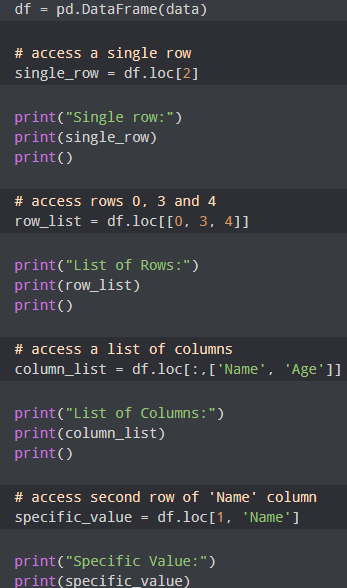 df = pd.DataFrame(data)
# access a single row
single_row = df.loc[2]
print("Single row:")
print(single_row)
print()
# access rows 0, 3 and 4
row_list = df.loc[[0, 3, 4]]
print("List of Rows:")
print(row_list)
print()
# access a list of columns
column_list = df.loc[:,['Name', 'Age']]
print("List of Columns:")
print(column_list)
print()
# access second row of 'Name' column
specific_value = df.loc[1, 'Name']
print("Specific Value:")
print(specific_value)